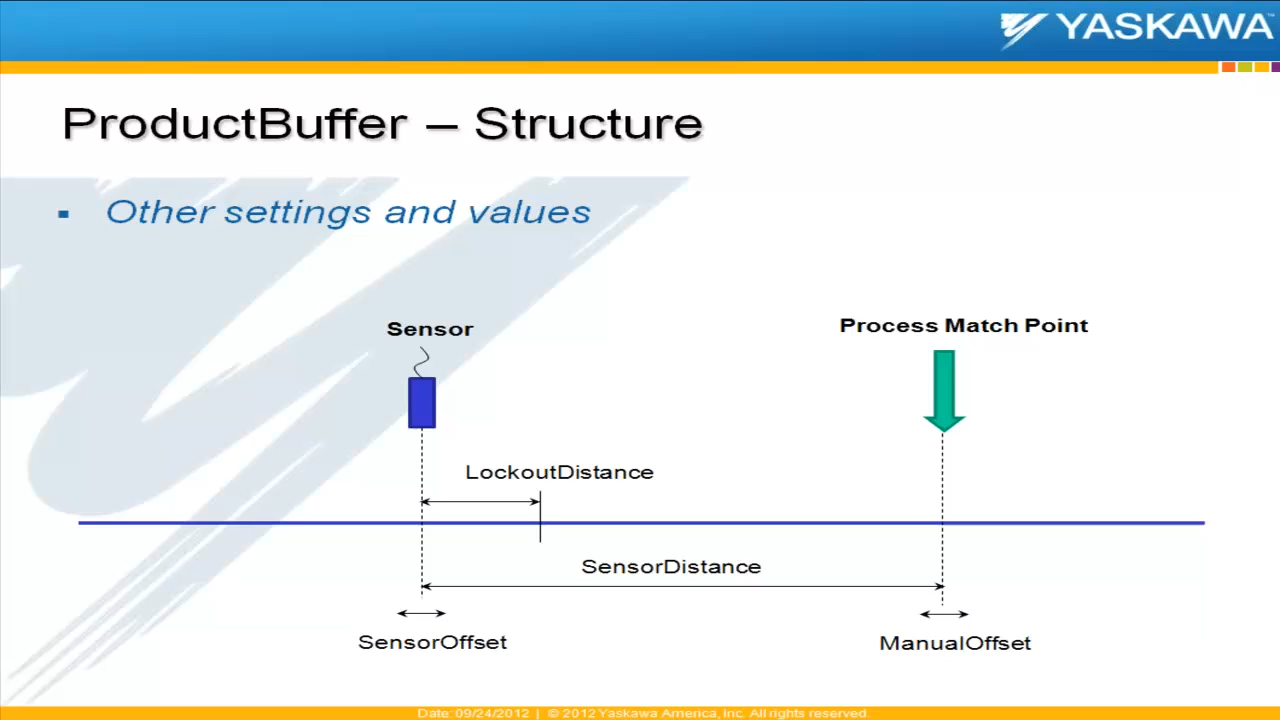 YASKAWA™
ProductBuffer – Structure
▪ Other settings and values
Sensor
Process Match Point
LockoutDistance
SensorDistance
SensorOffset
ManualOffset
Date: 09/24/2012 | © 2012 Yaskawa America, Inc. All rights reserved.